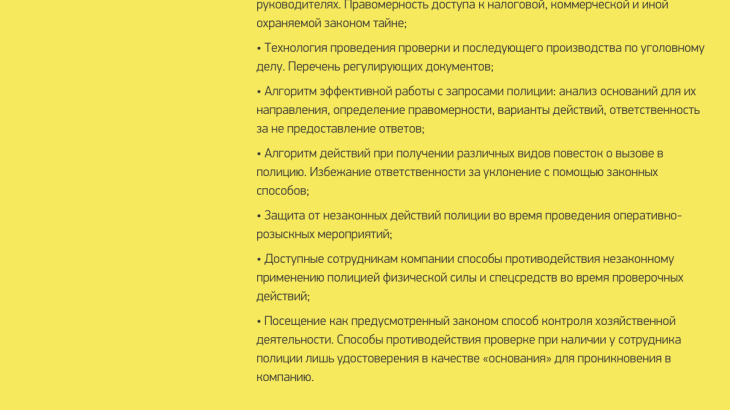 руководителях. Правомерность доступа к налоговой, коммерческой и иной
охраняемой законом тайне;
• Технология проведения проверки и последующего производства по уголовному
делу. Перечень регулирующих документов;
• Алгоритм эффективной работы с запросами полиции: анализ оснований для их
направления, определение правомерности, варианты действий, ответственность
за не предоставление ответов;
• Алгоритм действий при получении различных видов повесток о вызове в
полицию. Избежание ответственности за уклонение с помощью законных
способов;
• Защита от незаконных действий полиции во время проведения оперативно-
розыскных мероприятий;
• Доступные сотрудникам компании способы противодействия незаконному
применению полицией физической силы и спецсредств во время проверочных
действий;
• Посещение как предусмотренный законом способ контроля хозяйственной
деятельности. Способы противодействия проверке при наличии у сотрудника
полиции лишь удостоверения в качестве «основания» для проникновения в
компанию.